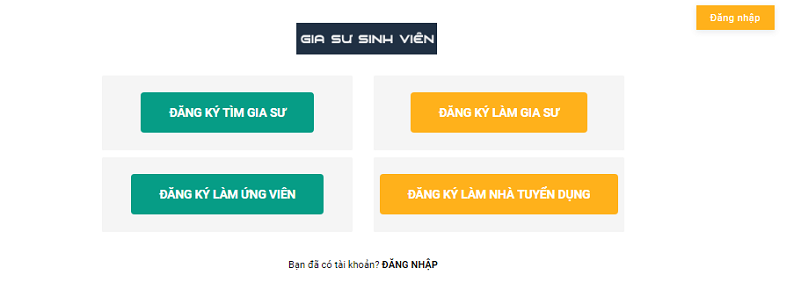 Đăng nhập
GIA SƯ SINH VIÊN
ĐĂNG KÝ TÌM GIA SƯ
ĐĂNG KÝ LÀM GIA SƯ
ĐĂNG KÝ LÀM ỨNG VIÊN
ĐĂNG KÝ LÀM NHÀ TUYỂN DỤNG
Bạn đã có tài khoản? ĐĂNG NHẬP